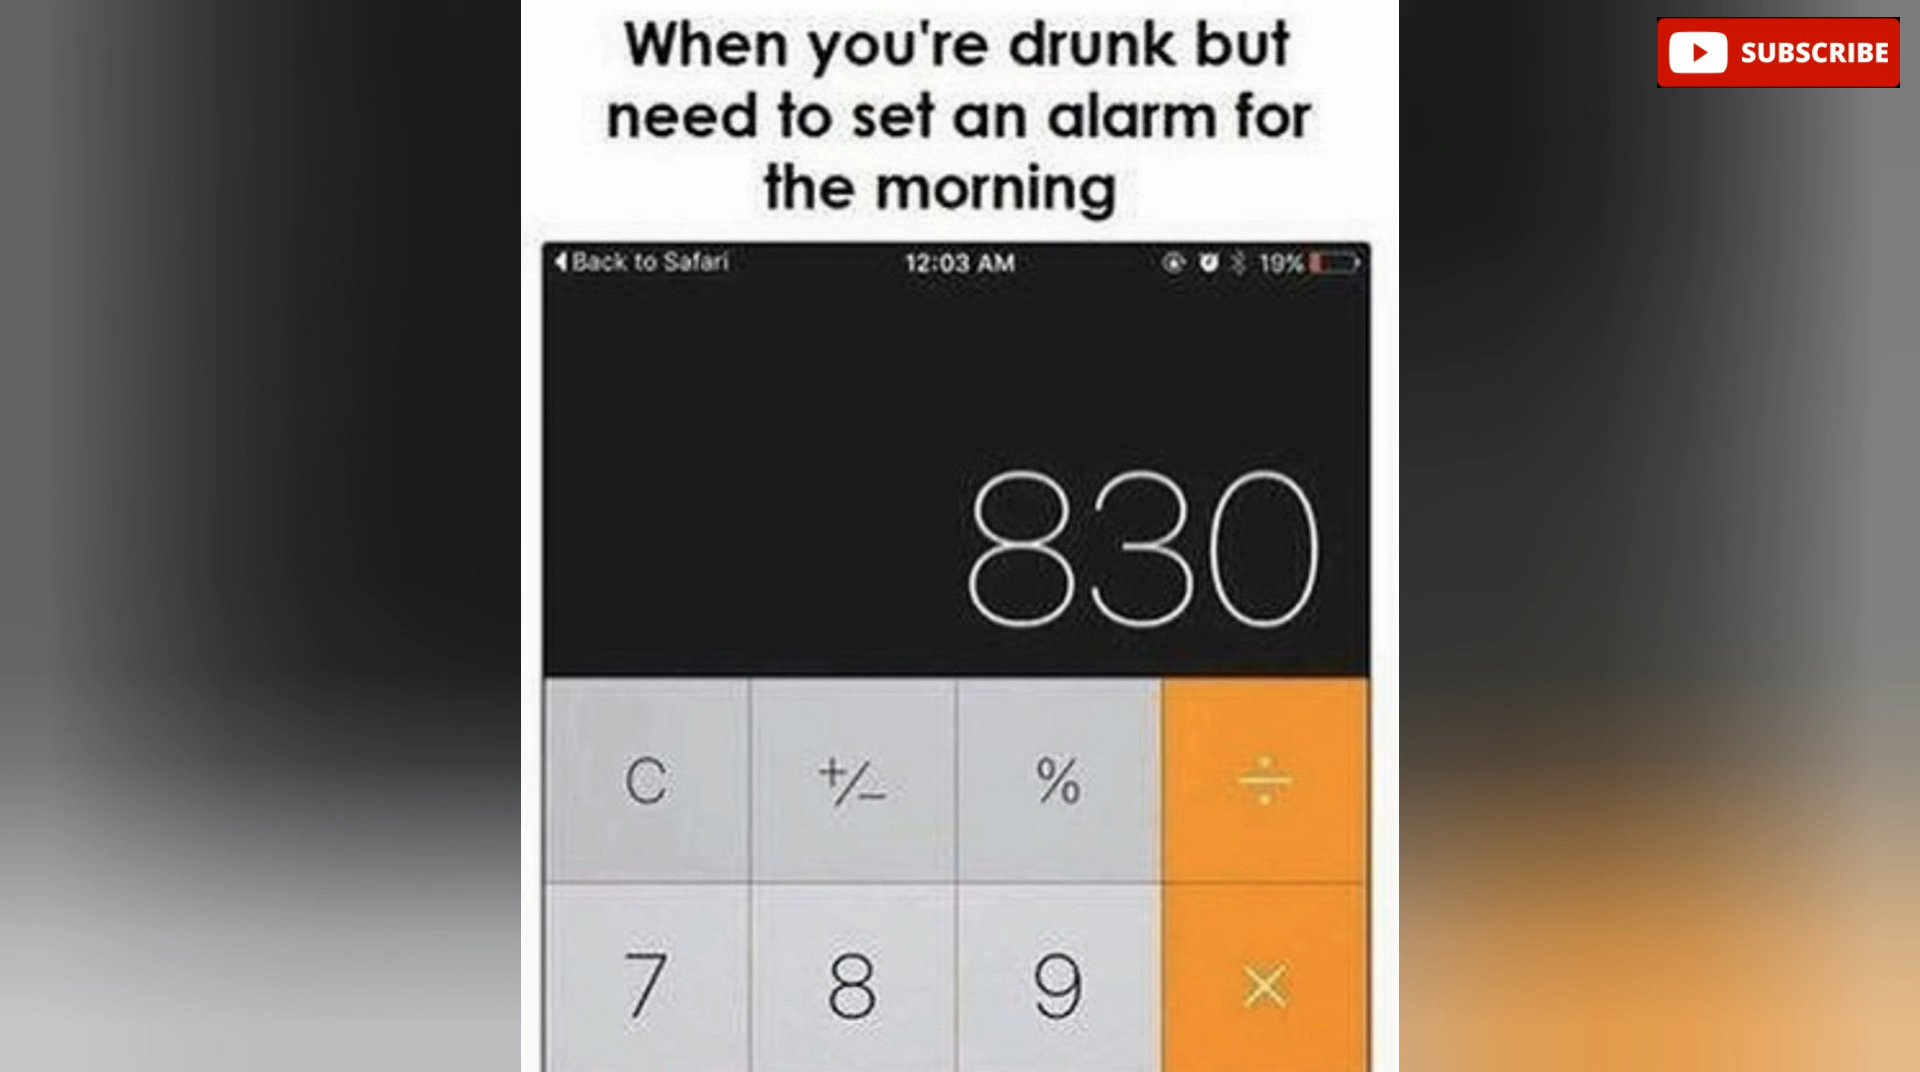 When you're drunk but
need to set an alarm for
the morning
SUBSCRIBE
Back to Safari 12:03 AM 19%
830
C +/− % ÷
7 8 9 ×